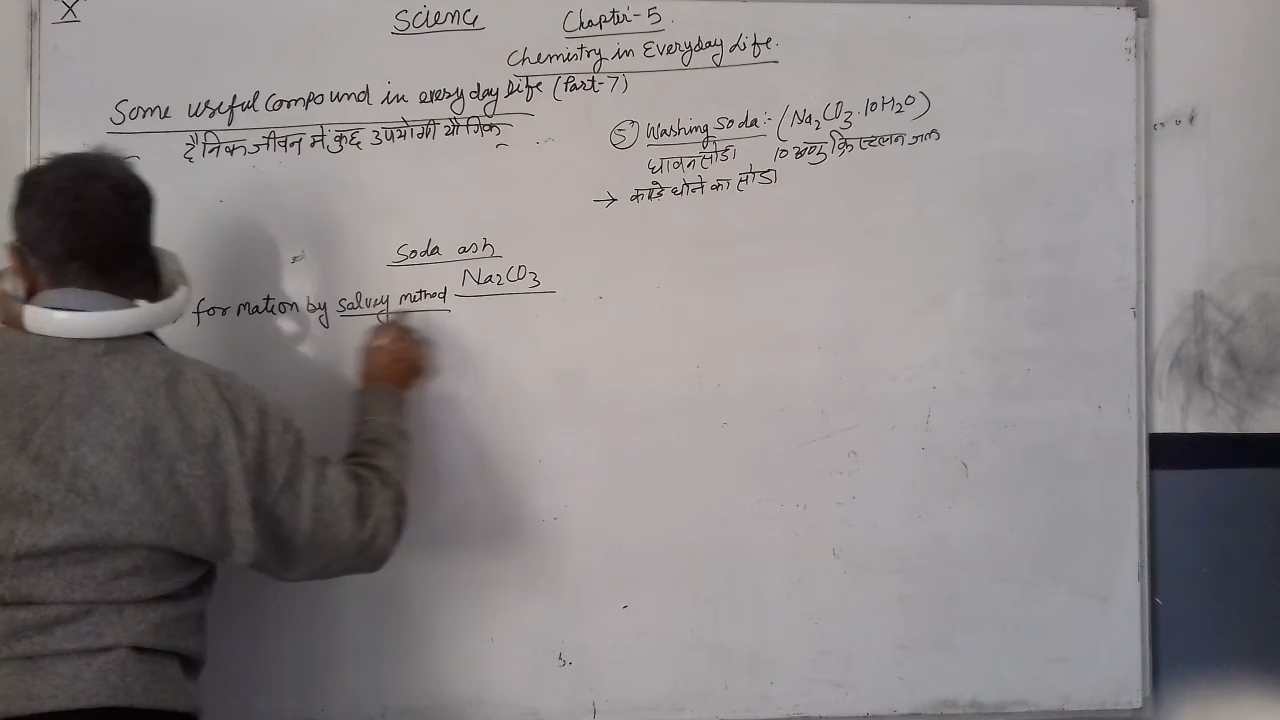 X
Science Chapter-5.
Chemistry in Everyday Life.
Some useful compound in every day life (Part-7)
दैनिक जीवन में कुछ उपयोगी यौगिक
(5) Washing Soda:- (Na₂CO₃.10H₂O)
धावन सोडा 10 अणु क्रिस्टलन जल
→ कपड़े धोने का सोडा
Soda ash
Na₂CO₃
formation by Solvey method